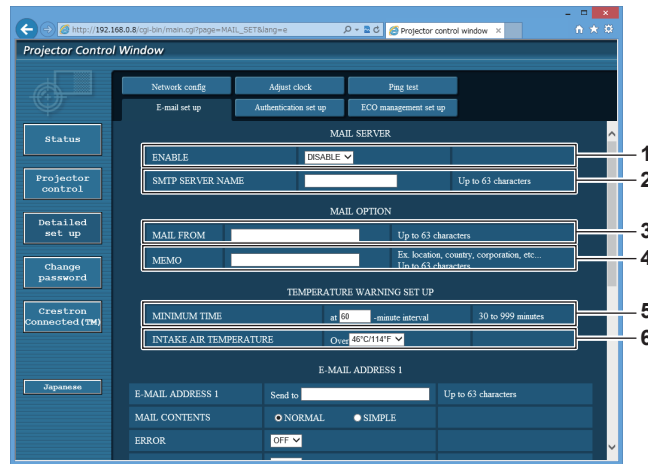 http://192.168.0.8/cgi-bin/main.cgi?page=MAIL_SET&lang=e
Projector control window
Projector Control Window
Network config Adjust clock Ping test
E-mail set up Authentication set up ECO management set up
Status
MAIL SERVER
ENABLE DISABLE 1
SMTP SERVER NAME Up to 63 characters 2
Projector
control
MAIL OPTION
Detailed
set up
MAIL FROM Up to 63 characters 3
MEMO Ex. location, country, corporation, etc... 4
Up to 63 characters
Change
password
TEMPERATURE WARNING SET UP
Crestron
Connected(TM)
MINIMUM TIME at 60 -minute interval 30 to 999 minutes 5
INTAKE AIR TEMPERATURE Over 46°C/114°F 6
E-MAIL ADDRESS 1
Japanese
E-MAIL ADDRESS 1 Send to Up to 63 characters
MAIL CONTENTS NORMAL SIMPLE
ERROR OFF